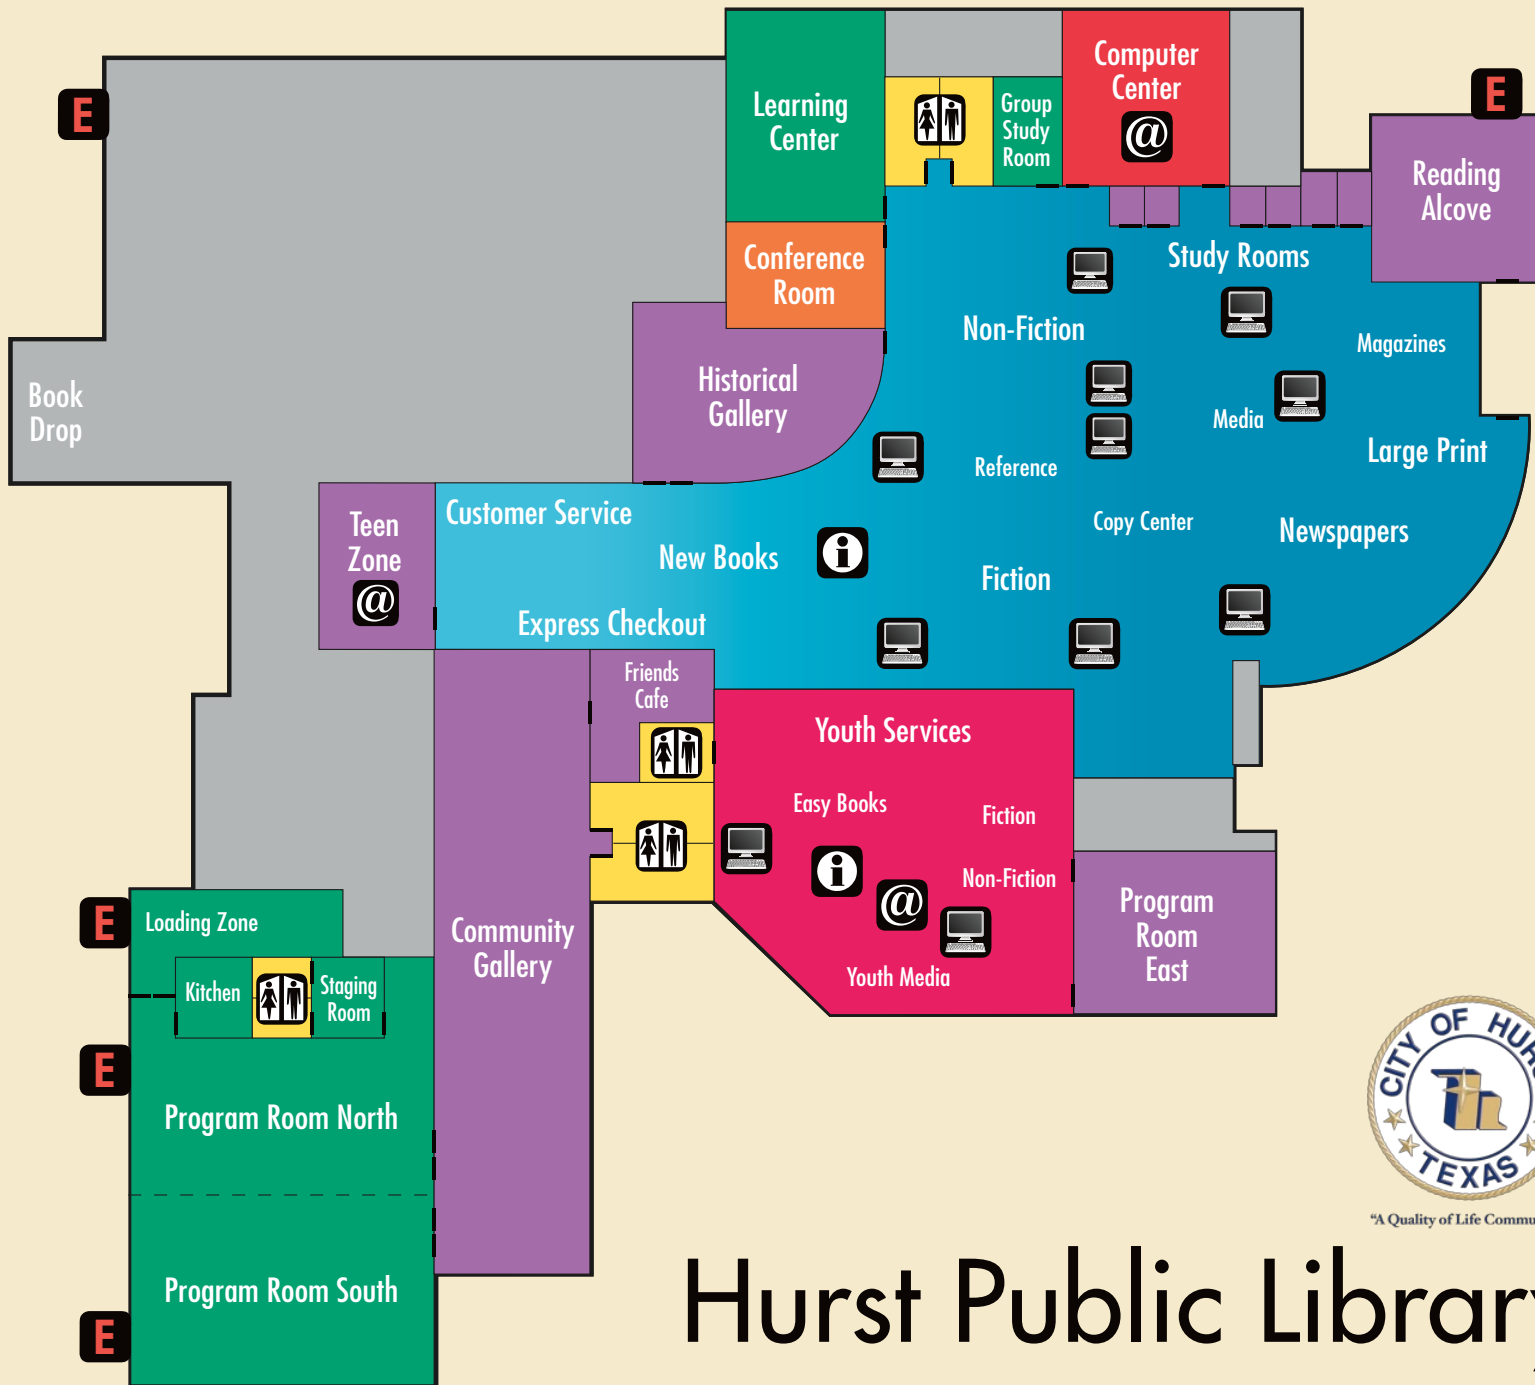 Learning
Center
Group
Study
Room
Computer
Center
@
E
E
Reading
Alcove
Conference
Room
Study Rooms
Non-Fiction
Magazines
Historical
Gallery
Book
Drop
Media
Large Print
Reference
Customer Service
Teen
Zone
@
Copy Center
Newspapers
New Books
i
Fiction
Express Checkout
Friends
Cafe
Youth Services
Easy Books
Fiction
i
Non-Fiction
@
Youth Media
Program
Room
East
Community
Gallery
E
Loading Zone
Kitchen
Staging
Room
E
Program Room North
Program Room South
E
CITY OF HUR
TEXAS
"A Quality of Life Commu
Hurst Public Library